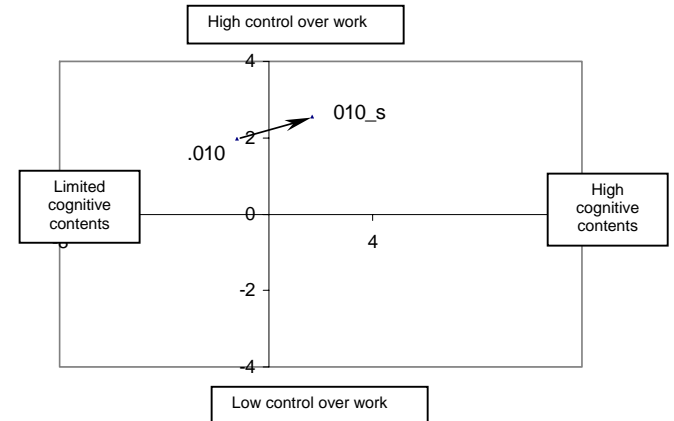 High control over work
4
010_s
2
.010
Limited
cognitive
contents
High
cognitive
contents
0
4
-2
-4
Low control over work